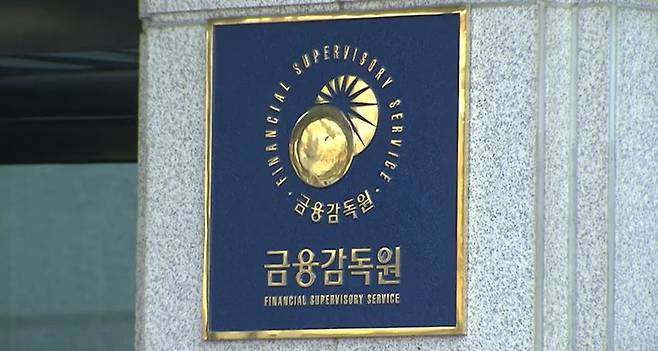 · FINANCIAL SUPERVISORY SERVICE ·
금융감독원
금융감독원
FINANCIAL SUPERVISORY SERVICE